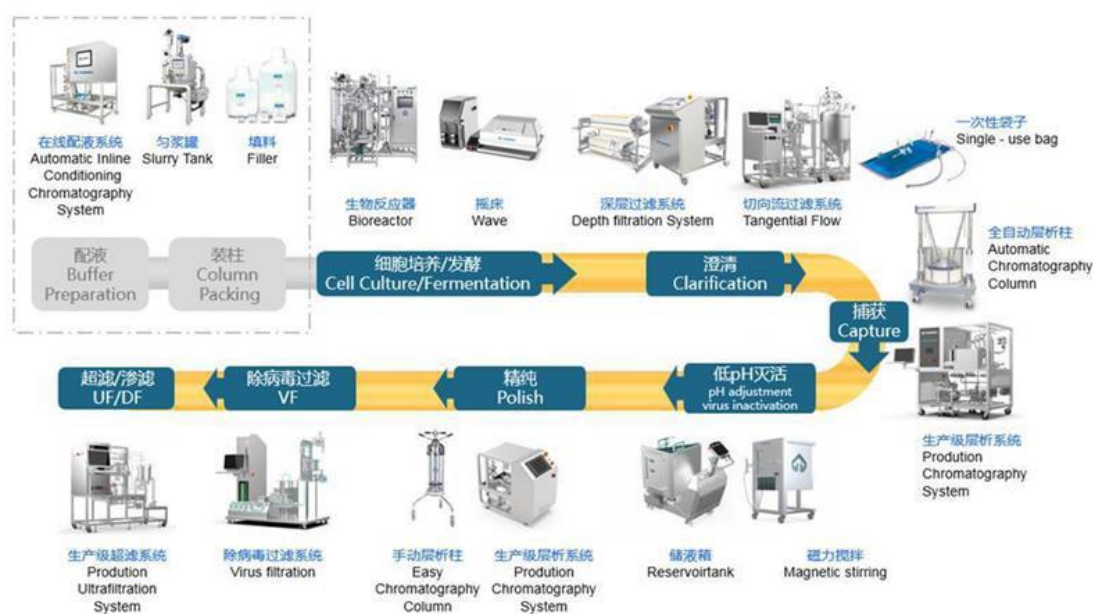 在线配液系统
Automatic Inline
Conditioning
Chromatography
System
匀浆罐
Slurry Tank
填料
Filler
生物反应器
Bioreactor
摇床
Wave
深层过滤系统
Depth filtration System
切向流过滤系统
Tangential Flow
一次性袋子
Single - use bag
全自动层析柱
Automatic
Chromatography
Column
配液
Buffer
Preparation
装柱
Column
Packing
细胞培养/发酵
Cell Culture/Fermentation
澄清
Clarification
捕获
Capture
生产级层析系统
Prodution
Chromatography
System
低pH灭活
pH adjustment
virus inactivation
精纯
Polish
除病毒过滤
VF
超滤/渗滤
UF/DF
生产级超滤系统
Prodution
Ultrafiltration
System
除病毒过滤系统
Virus filtration
手动层析柱
Easy
Chromatography
Column
生产级层析系统
Prodution
Chromatography
System
储液箱
Reservoirtank
磁力搅拌
Magnetic stirring